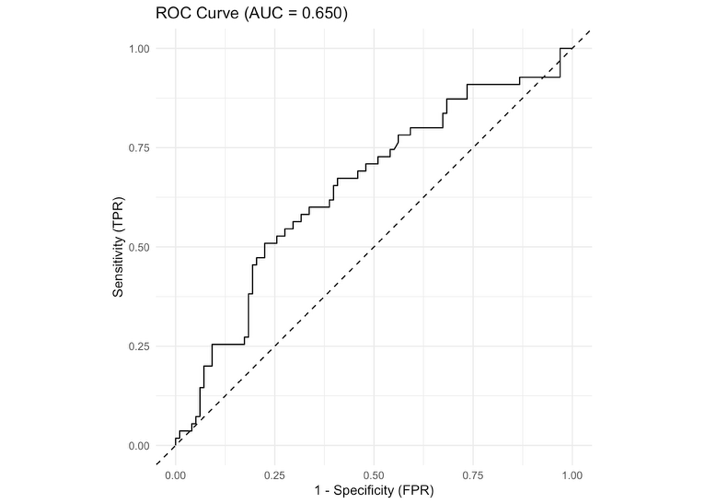 ROC Curve (AUC = 0.650)
Sensitivity (TPR)
1.00
0.75
0.50
0.25
0.00
0.00 0.25 0.50 0.75 1.00
1 - Specificity (FPR)